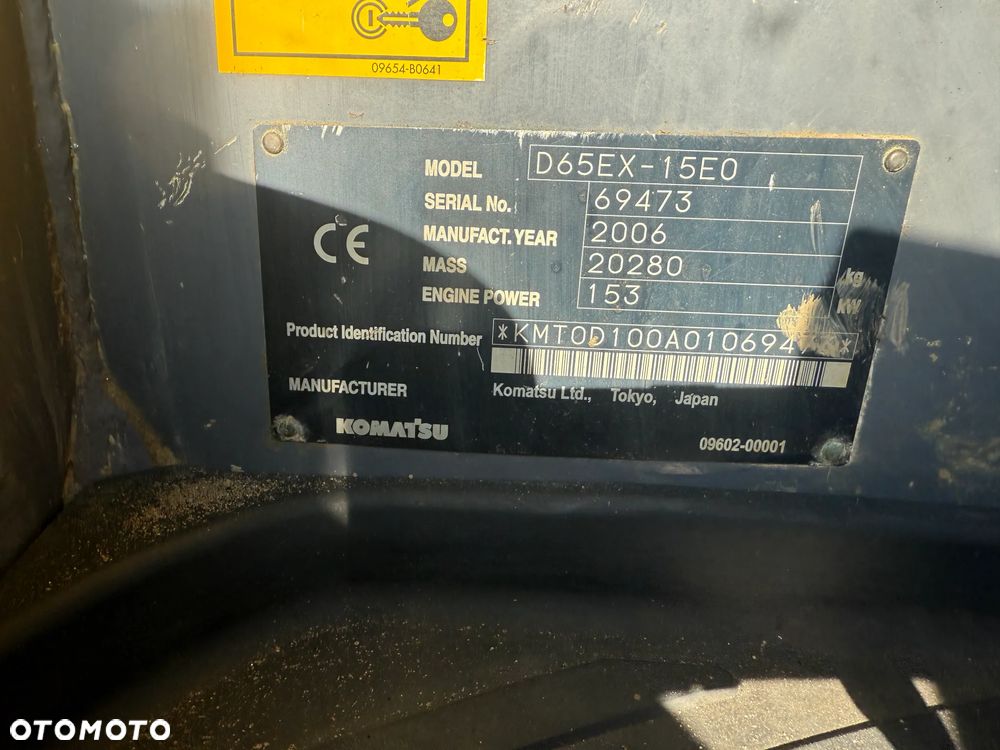 09654-B0641
MODEL D65EX-15E0
SERIAL No. 69473
CE
MANUFACT.YEAR 2006
MASS 20280 kg
ENGINE POWER 153 kW
Product Identification Number
MANUFACTURER Komatsu Ltd., Tokyo, Japan
KOMATSU
09602-00001
OTOMOTO